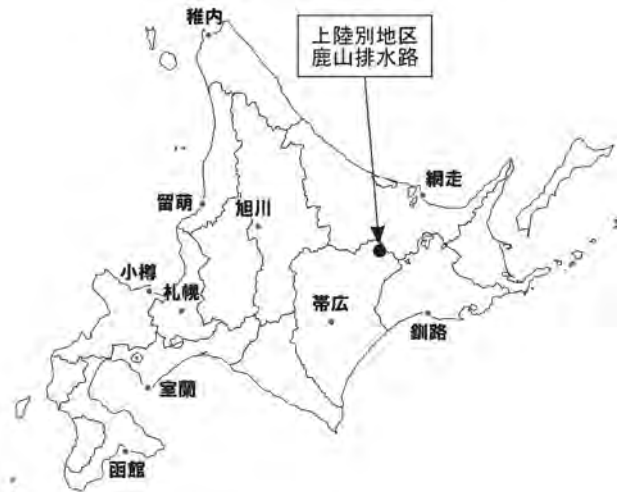 稚内
上陸別地区
鹿山排水路
網走
留萌
旭川
小樽
札幌
帯広
釧路
室蘭
函館